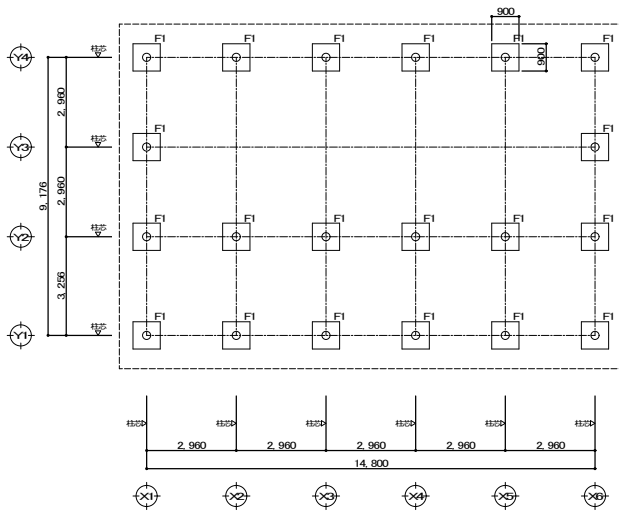 900
F1 F1 F1 F1 F1 F1
Y4
柱芯
900
2,960
F1 F1
Y3
柱芯
9,176
2,960
F1 F1 F1 F1 F1 F1
Y2
柱芯
3,256
F1 F1 F1 F1 F1 F1
Y1
柱芯
柱芯 柱芯 柱芯 柱芯 柱芯 柱芯
2,960 2,960 2,960 2,960 2,960
14,800
X1 X2 X3 X4 X5 X6